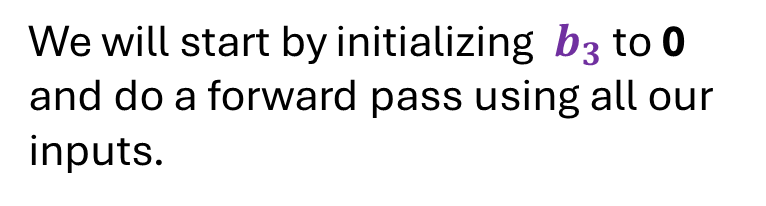 We will start by initializing b₃ to 0
and do a forward pass using all our
inputs.